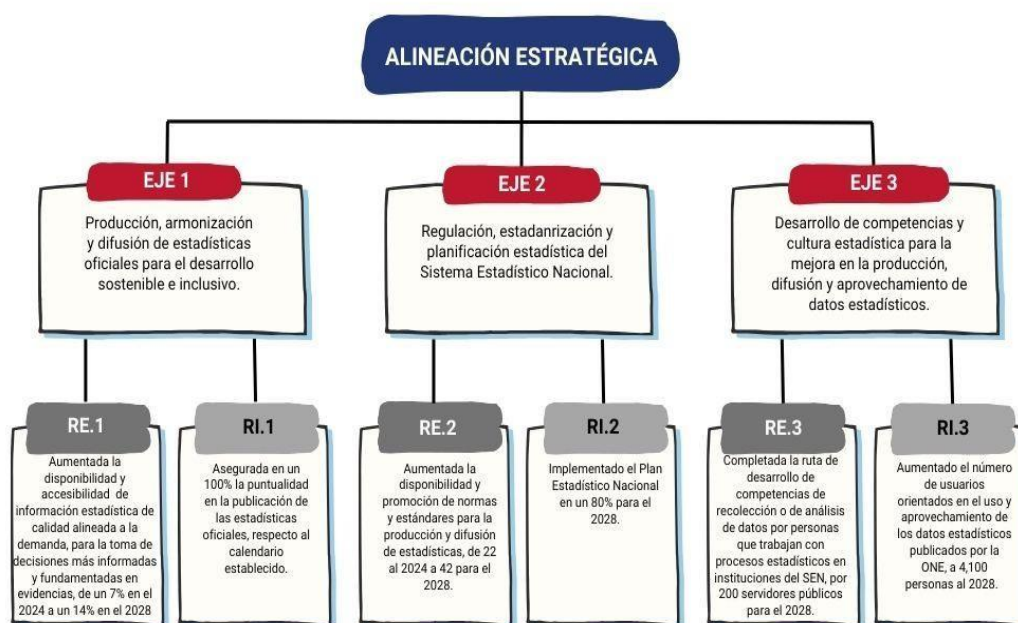 ALINEACIÓN ESTRATÉGICA
EJE 1
Producción, armonización
y difusión de estadísticas
oficiales para el desarrollo
sostenible e inclusivo.
EJE 2
Regulación, estadanrización y
planificación estadística del
Sistema Estadístico Nacional.
EJE 3
Desarrollo de competencias y
cultura estadística para la
mejora en la producción,
difusión y aprovechamiento de
datos estadísticos.
RE.1
Aumentada la
disponibilidad y
accesibilidad de
información estadística de
calidad alineada a la
demanda, para la toma de
decisiones más informadas
y fundamentadas en
evidencias, de un 7% en el
2024 a un 14% en el 2028
RI.1
Asegurada en un
100% la puntualidad
en la publicación de
las estadísticas
oficiales, respecto al
calendario
establecido.
RE.2
Aumentada la
disponibilidad y
promoción de normas
y estándares para la
producción y difusión
de estadísticas, de 22
al 2024 a 42 para el
2028.
RI.2
Implementado el Plan
Estadístico Nacional
en un 80% para el
2028.
RE.3
Completada la ruta de
desarrollo de
competencias de
recolección o de análisis
de datos por personas
que trabajan con
procesos estadísticos en
instituciones del SEN, por
200 servidores públicos
para el 2028.
RI.3
Aumentado el número
de usuarios
orientados en el uso y
aprovechamiento de
los datos estadísticos
publicados por la
ONE, a 4,100
personas al 2028.